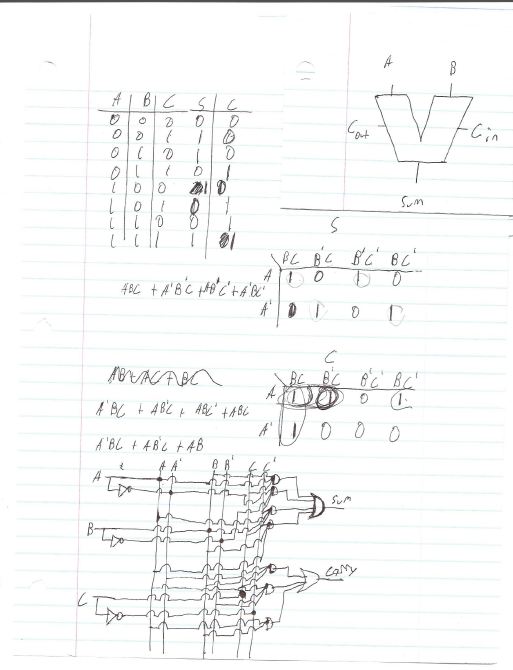 A B
Cout Cin
Sum
A B C S C
0 0 0 0 0
0 0 1 1 0
0 1 0 1 0
0 1 1 0 1
1 0 0 1 0
1 0 1 0 1
1 1 0 0 1
1 1 1 1 1
S
BC B'C B'C' BC'
A 1 0 1 0
A' 0 1 0 1
ABC + A'B'C + AB'C' + A'BC'
C
BC B'C B'C' BC'
A 1 1 0 1
A' 1 0 0 0
AB + AC + BC
A'BC + AB'C + ABC' + ABC
A'BC + AB'C + AB
A A' B B' C C'
A
Sum
B
Carry
C